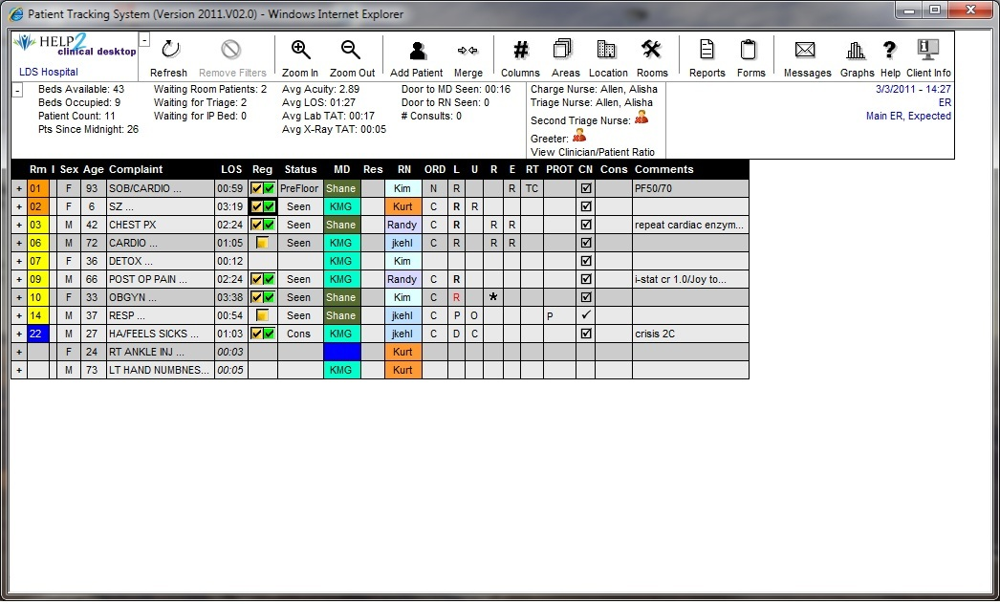 Patient Tracking System (Version 2011.V02.0) - Windows Internet Explorer
HELP2 clinical desktop
LDS Hospital
Refresh Remove Filters Zoom In Zoom Out Add Patient Merge Columns Areas Location Rooms Reports Forms Messages Graphs Help Client Info
Beds Available: 43 Waiting Room Patients: 2 Avg Acuity: 2.89 Door to MD Seen: 00:16 Charge Nurse: Allen, Alisha 3/3/2011 - 14:27
Beds Occupied: 9 Waiting for Triage: 2 Avg LOS: 01:27 Door to RN Seen: 0 Triage Nurse: Allen, Alisha ER
Patient Count: 11 Waiting for IP Bed: 0 Avg Lab TAT: 00:17 # Consults: 0 Second Triage Nurse: Main ER, Expected
Pts Since Midnight: 26 Avg X-Ray TAT: 00:05 Greeter:
View Clinician/Patient Ratio
Rm I Sex Age Complaint LOS Reg Status MD Res RN ORD L U R E RT PROT CN Cons Comments
+ 01 F 93 SOB/CARDIO ... 00:59 PreFloor Shane Kim N R R TC PF50/70
+ 02 F 6 SZ ... 03:19 Seen KMG Kurt C R R
+ 03 M 42 CHEST PX 02:24 Seen Shane Randy C R R R repeat cardiac enzym...
+ 06 M 72 CARDIO ... 01:05 Seen KMG jkehl C R R R
+ 07 F 36 DETOX ... 00:12 KMG Kim
+ 09 M 66 POST OP PAIN ... 02:24 Seen KMG Randy C R i-stat cr 1.0/Joy to...
+ 10 F 33 OBGYN ... 03:38 Seen Shane Kim C R *
+ 14 M 37 RESP ... 00:54 Seen Shane jkehl C P O P
+ 22 M 27 HA/FEELS SICKS ... 01:03 Cons KMG jkehl C D C crisis 2C
+ F 24 RT ANKLE INJ ... 00:03 Kurt
+ M 73 LT HAND NUMBNES... 00:05 KMG Kurt